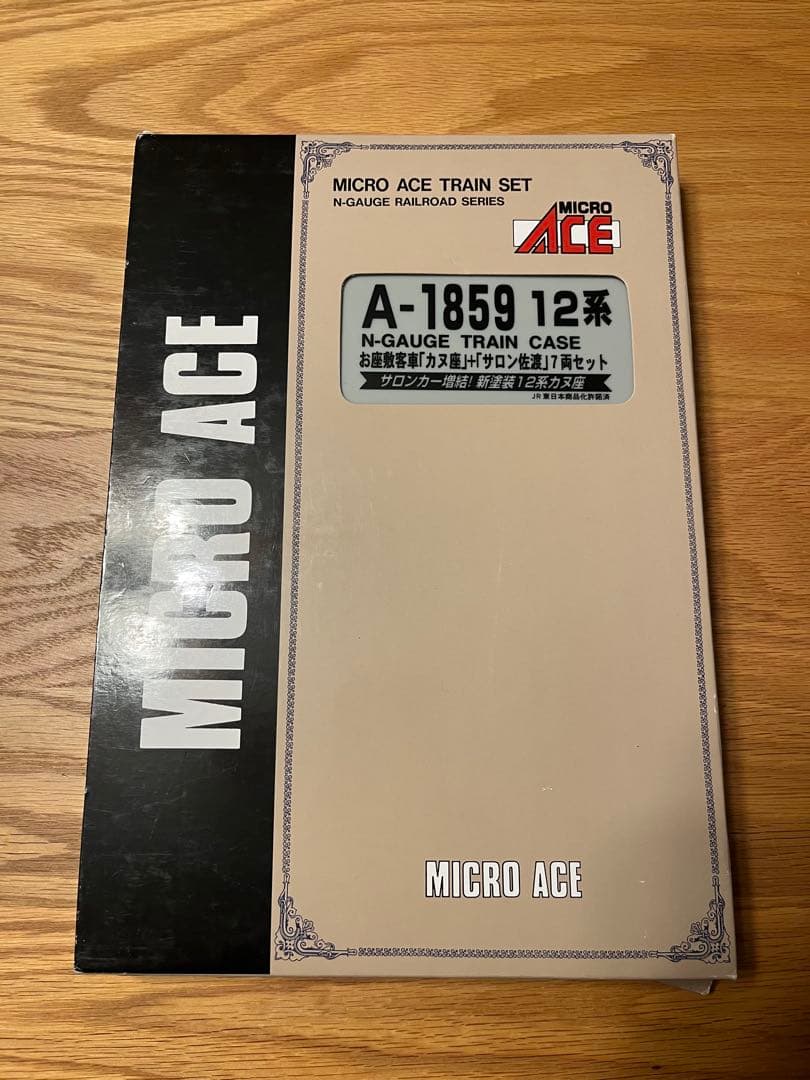 MICRO ACE TRAIN SET
N-GAUGE RAILROAD SERIES
MICRO
ACE
A-1859 12系
N-GAUGE TRAIN CASE
お座敷客車「カヌ座」+「サロン佐渡」7両セット
サロンカー増結! 新塗装12系カヌ座
JR東日本商品化許諾済
MICRO ACE
MICRO ACE